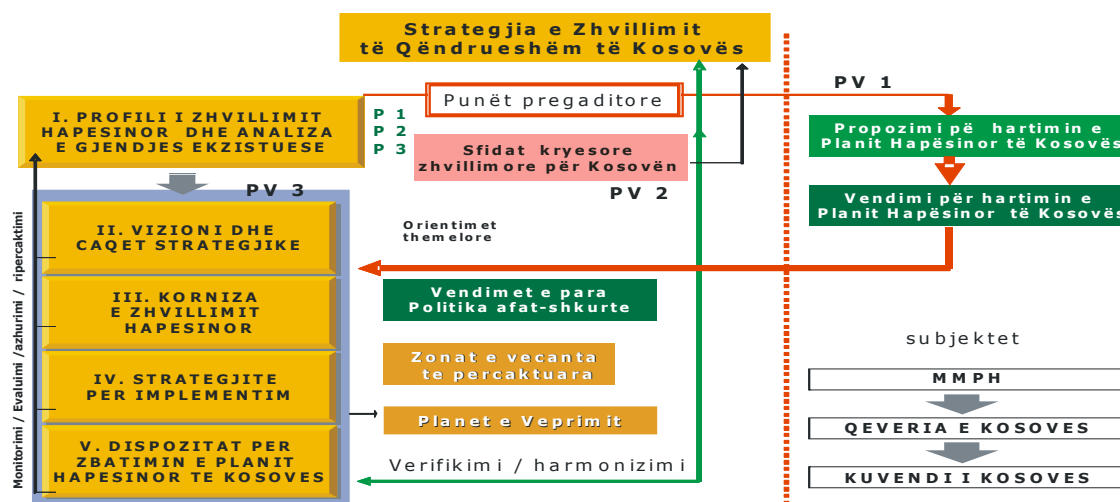 Strategjia e Zhvillimit
të Qëndrueshëm të Kosovës
PV 1
Punët pregaditore
I. PROFILI I ZHVILLIMIT
HAPESINOR DHE ANALIZA
E GJENDJES EKZISTUESE
P 1
P 2
P 3
Sfidat kryesore
zhvillimore për Kosovën
Propozimi pë hartimin e
Planit Hapësinor të Kosovës
PV 3
PV 2
Vendimi për hartimin e
Planit Hapësinor të Kosovës
II. VIZIONI DHE
CAQET STRATEGJIKE
Orientimet
themelore
III. KORNIZA
E ZHVILLIMIT
HAPESINOR
Vendimet e para
Politika afat-shkurte
Zonat e vecanta
te percaktuara
IV. STRATEGJITE
PER IMPLEMENTIM
Planet e Veprimit
V. DISPOZITAT PER
ZBATIMIN E PLANIT
HAPESINOR TE KOSOVES
Verifikimi / harmonizimi
Monitorimi / Evaluimi /azhurimi / ripercaktimi
subjektet
MMPH
QEVERIA E KOSOVES
KUVENDI I KOSOVES